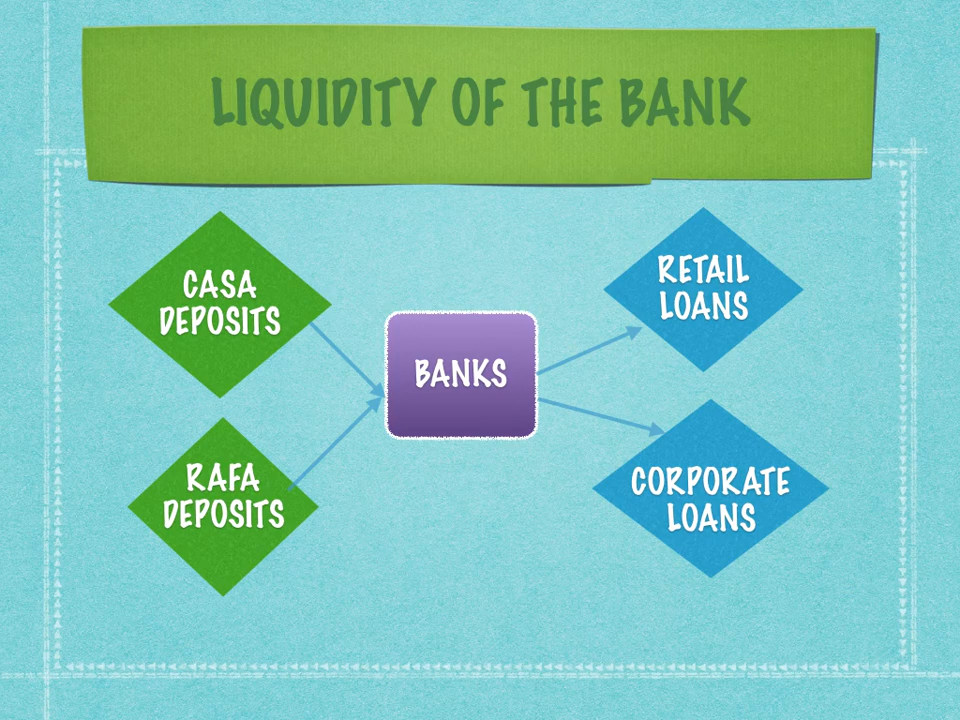 LIQUIDITY OF THE BANK
CASA
DEPOSITS
RETAIL
LOANS
BANKS
RAFA
DEPOSITS
CORPORATE
LOANS